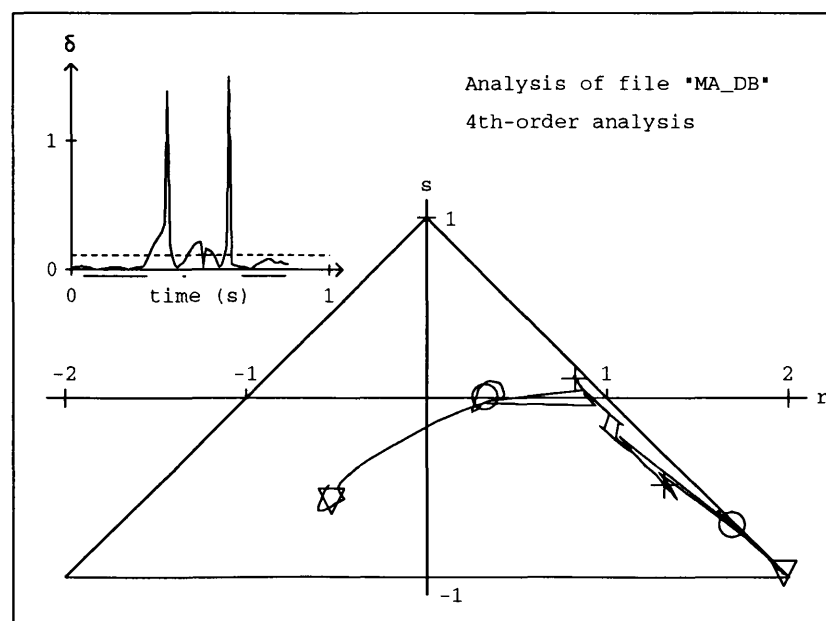 δ
Analysis of file "MA_DB"
4th-order analysis
1
0
0 time (s) 1
s
1
-2 -1 1 2 r
-1